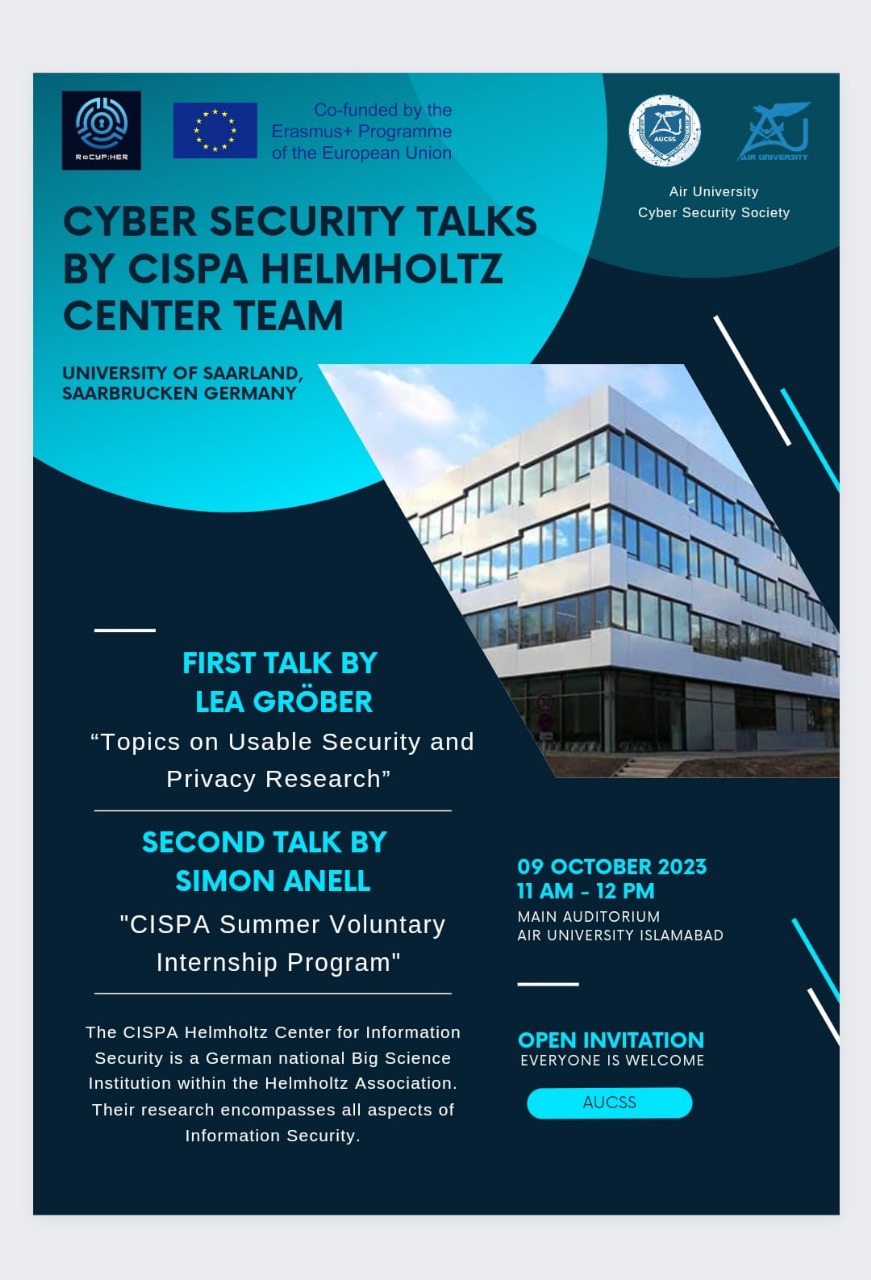 ReCYP:HER
Co-funded by the
Erasmus+ Programme
of the European Union
AUCSS
AIR UNIVERSITY
Air University
Cyber Security Society
CYBER SECURITY TALKS
BY CISPA HELMHOLTZ
CENTER TEAM
UNIVERSITY OF SAARLAND,
SAARBRUCKEN GERMANY
FIRST TALK BY
LEA GRÖBER
“Topics on Usable Security and
Privacy Research”
SECOND TALK BY
SIMON ANELL
"CISPA Summer Voluntary
Internship Program"
The CISPA Helmholtz Center for Information
Security is a German national Big Science
Institution within the Helmholtz Association.
Their research encompasses all aspects of
Information Security.
09 OCTOBER 2023
11 AM - 12 PM
MAIN AUDITORIUM
AIR UNIVERSITY ISLAMABAD
OPEN INVITATION
EVERYONE IS WELCOME
AUCSS